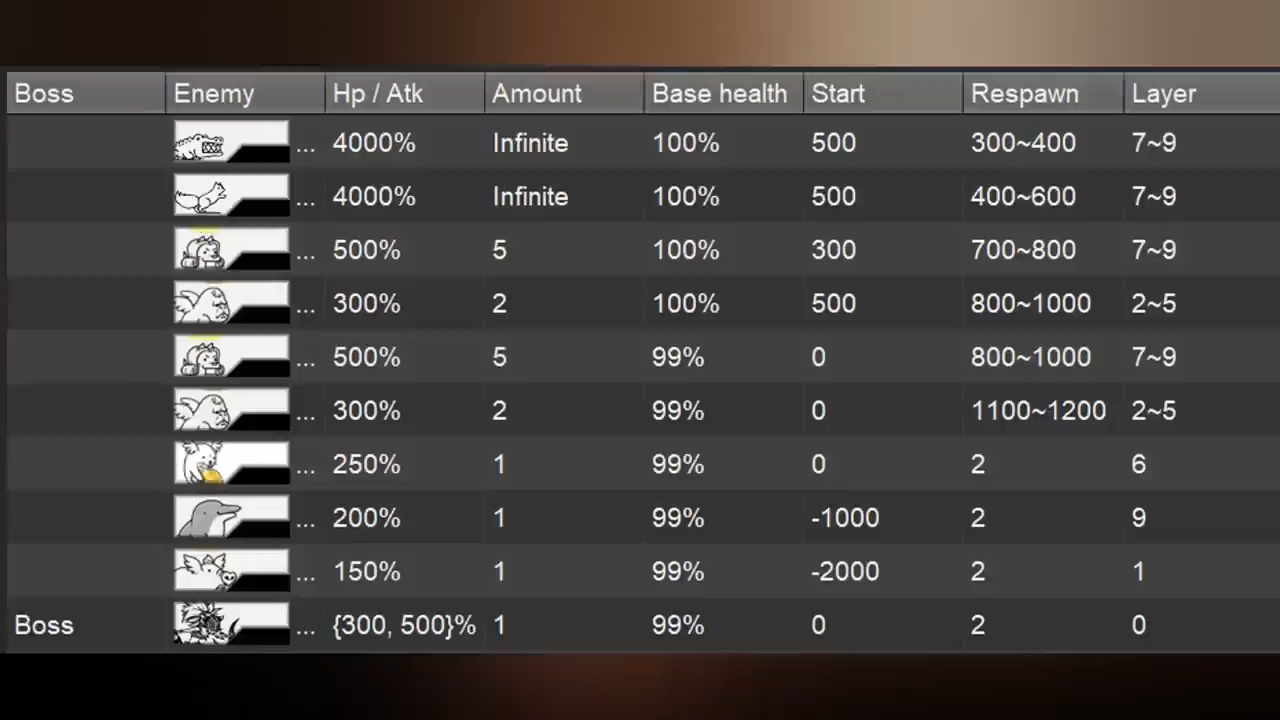 Boss Enemy Hp / Atk Amount Base health Start Respawn Layer
... 4000% Infinite 100% 500 300~400 7~9
... 4000% Infinite 100% 500 400~600 7~9
... 500% 5 100% 300 700~800 7~9
... 300% 2 100% 500 800~1000 2~5
... 500% 5 99% 0 800~1000 7~9
... 300% 2 99% 0 1100~1200 2~5
... 250% 1 99% 0 2 6
... 200% 1 99% -1000 2 9
... 150% 1 99% -2000 2 1
Boss ... {300, 500}% 1 99% 0 2 0